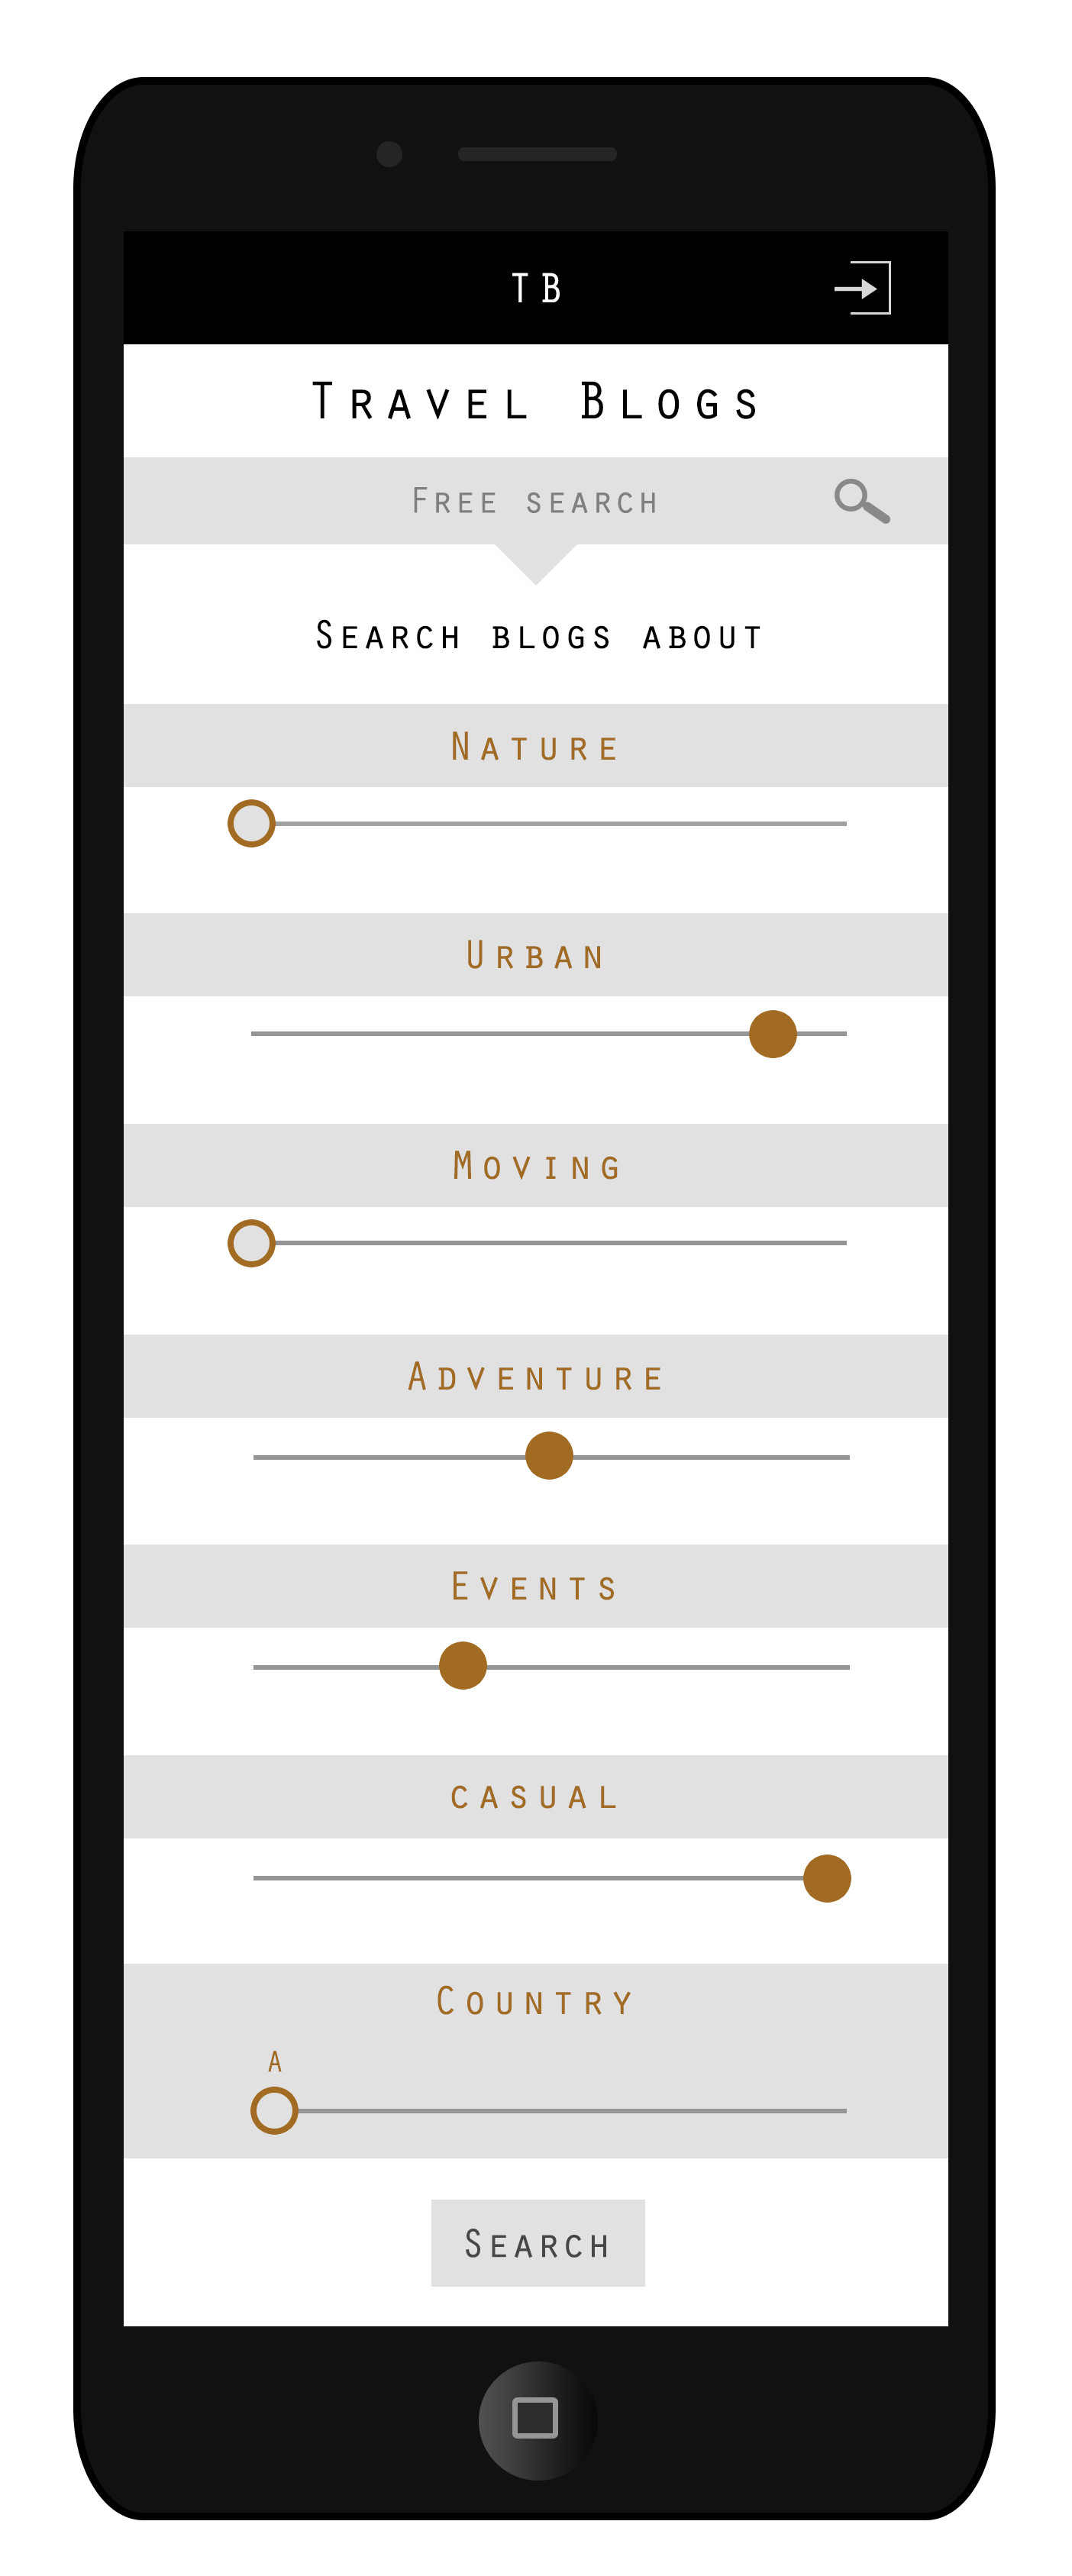 TB
Travel Blogs
Free search
Search blogs about
Nature
Urban
Moving
Adventure
Events
casual
Country
A
Search